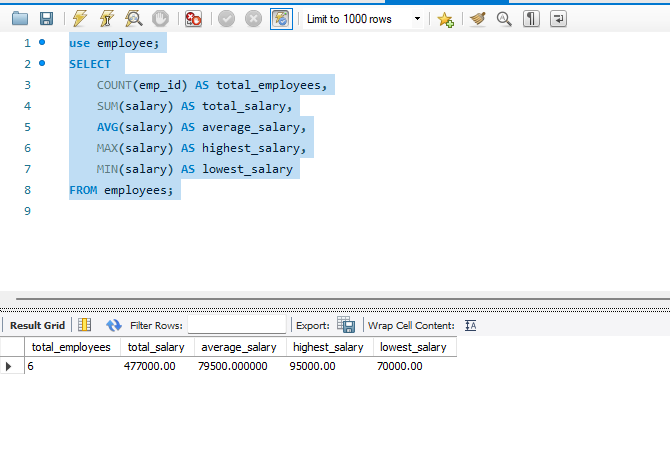 Limit to 1000 rows
1 use employee;
2 SELECT
3 COUNT(emp_id) AS total_employees,
4 SUM(salary) AS total_salary,
5 AVG(salary) AS average_salary,
6 MAX(salary) AS highest_salary,
7 MIN(salary) AS lowest_salary
8 FROM employees;
9
Result Grid Filter Rows: Export: Wrap Cell Content:
total_employees total_salary average_salary highest_salary lowest_salary
6 477000.00 79500.000000 95000.00 70000.00